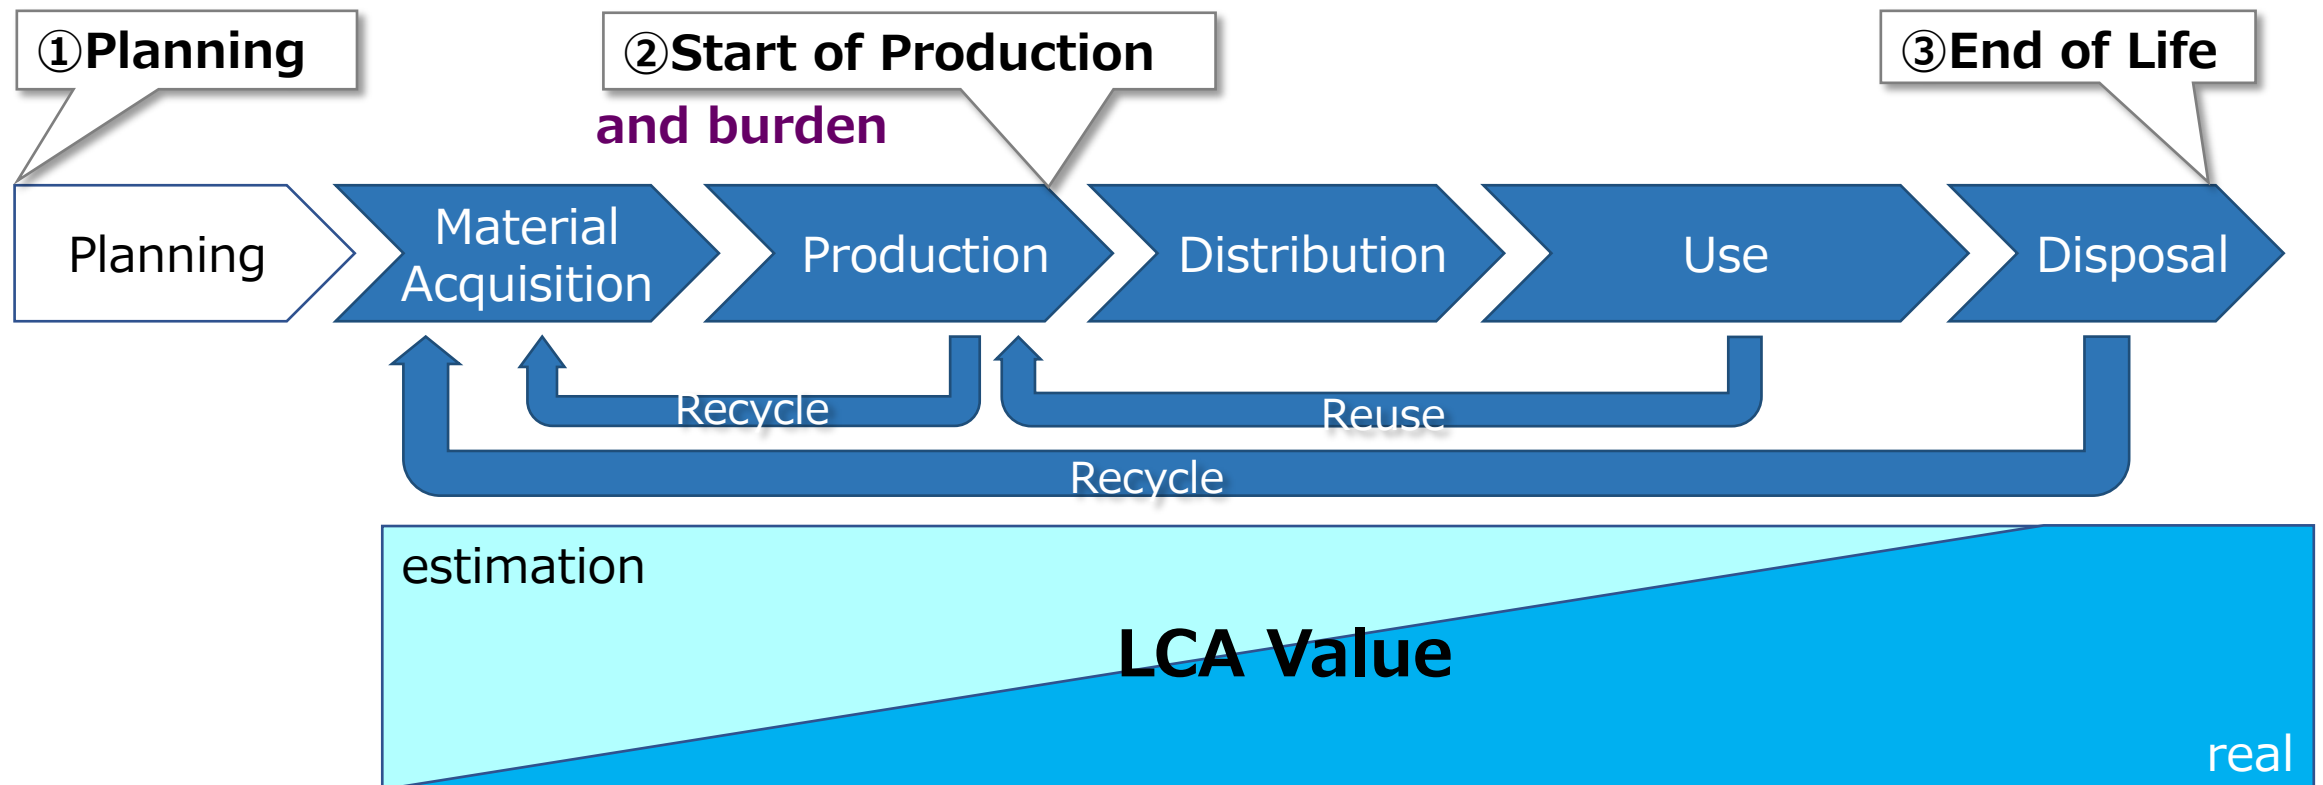 ①Planning
②Start of Production
③End of Life
and burden
Planning
Material
Acquisition
Production
Distribution
Use
Disposal
Recycle
Reuse
Recycle
estimation
LCA Value
real